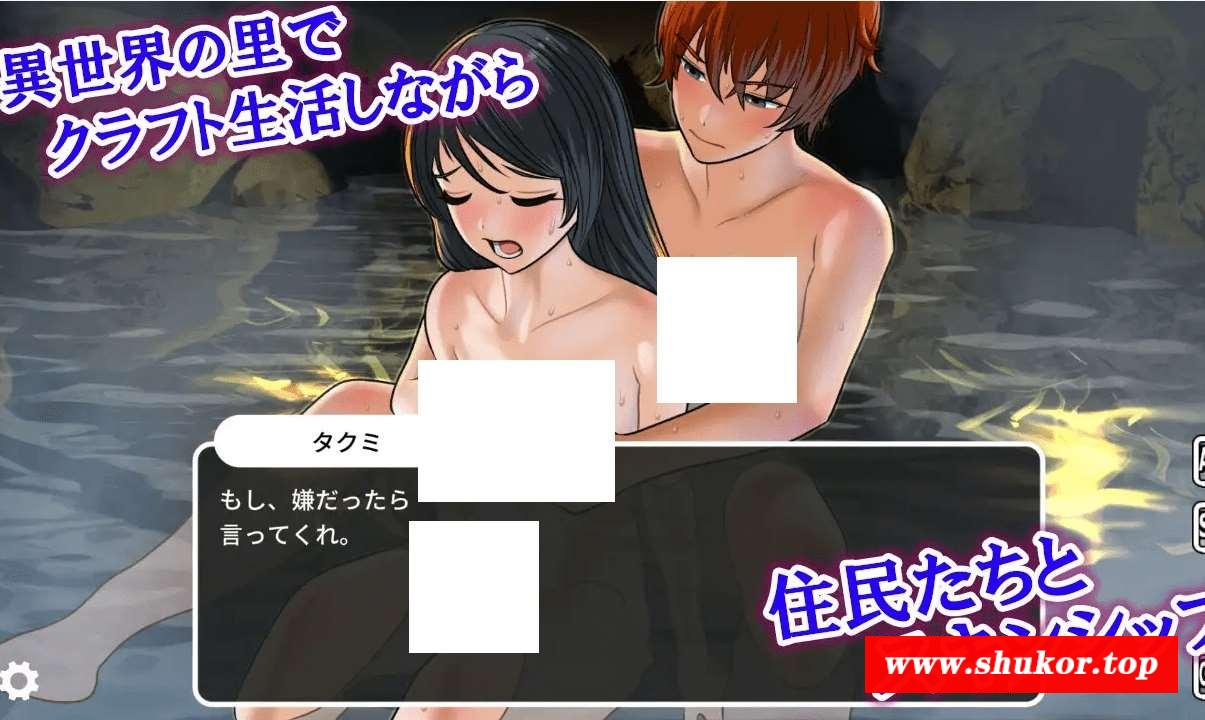 異世界の里で
クラフト生活しながら
タクミ
もし、嫌だったら
言ってくれ。
住民たちと
www.shukor.top